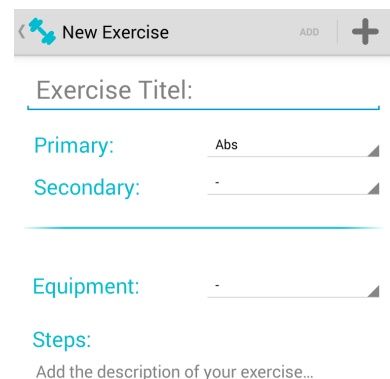 New Exercise ADD
Exercise Titel:
Primary: Abs
Secondary: -
Equipment: -
Steps:
Add the description of your exercise...